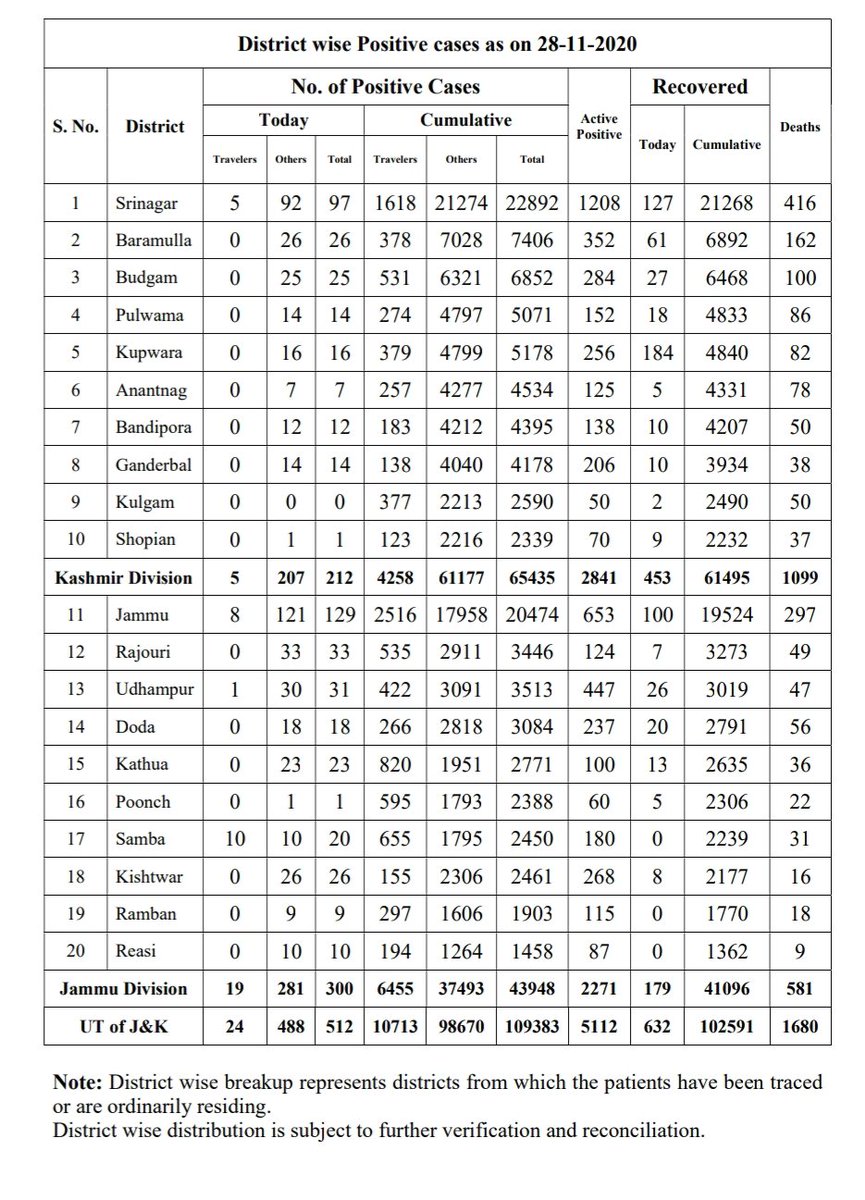 District wise Positive cases as on 28-11-2020
S. No. District No. of Positive Cases Active Positive Recovered Deaths
Today Cumulative Today Cumulative
Travelers Others Total Travelers Others Total
1 Srinagar 5 92 97 1618 21274 22892 1208 127 21268 416
2 Baramulla 0 26 26 378 7028 7406 352 61 6892 162
3 Budgam 0 25 25 531 6321 6852 284 27 6468 100
4 Pulwama 0 14 14 274 4797 5071 152 18 4833 86
5 Kupwara 0 16 16 379 4799 5178 256 184 4840 82
6 Anantnag 0 7 7 257 4277 4534 125 5 4331 78
7 Bandipora 0 12 12 183 4212 4395 138 10 4207 50
8 Ganderbal 0 14 14 138 4040 4178 206 10 3934 38
9 Kulgam 0 0 0 377 2213 2590 50 2 2490 50
10 Shopian 0 1 1 123 2216 2339 70 9 2232 37
Kashmir Division 5 207 212 4258 61177 65435 2841 453 61495 1099
11 Jammu 8 121 129 2516 17958 20474 653 100 19524 297
12 Rajouri 0 33 33 535 2911 3446 124 7 3273 49
13 Udhampur 1 30 31 422 3091 3513 447 26 3019 47
14 Doda 0 18 18 266 2818 3084 237 20 2791 56
15 Kathua 0 23 23 820 1951 2771 100 13 2635 36
16 Poonch 0 1 1 595 1793 2388 60 5 2306 22
17 Samba 10 10 20 655 1795 2450 180 0 2239 31
18 Kishtwar 0 26 26 155 2306 2461 268 8 2177 16
19 Ramban 0 9 9 297 1606 1903 115 0 1770 18
20 Reasi 0 10 10 194 1264 1458 87 0 1362 9
Jammu Division 19 281 300 6455 37493 43948 2271 179 41096 581
UT of J&K 24 488 512 10713 98670 109383 5112 632 102591 1680
Note: District wise breakup represents districts from which the patients have been traced
or are ordinarily residing.
District wise distribution is subject to further verification and reconciliation.